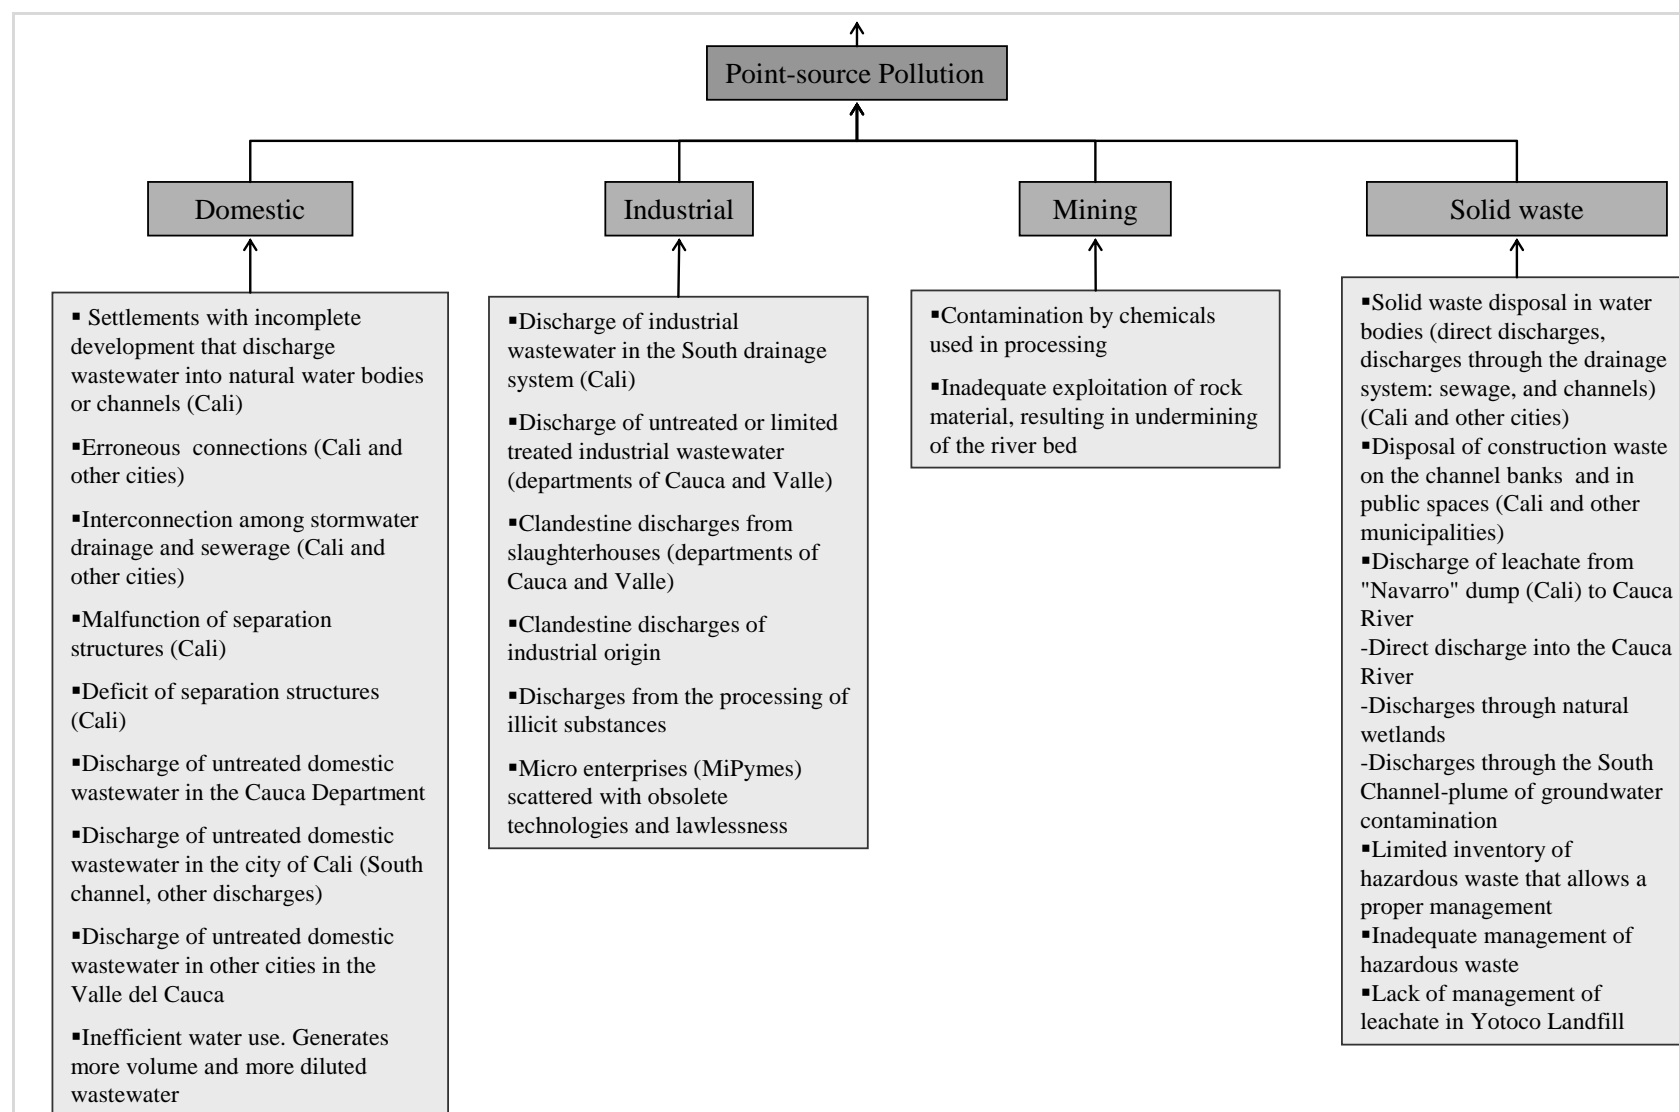 Point-source Pollution
Domestic
Industrial
Mining
Solid waste
▪ Settlements with incomplete
development that discharge
wastewater into natural water bodies
or channels (Cali)
▪Erroneous  connections (Cali and
other cities)
▪Interconnection among stormwater
drainage and sewerage (Cali and
other cities)
▪Malfunction of separation
structures (Cali)
▪Deficit of separation structures
(Cali)
▪Discharge of untreated domestic
wastewater in the Cauca Department
▪Discharge of untreated domestic
wastewater in the city of Cali (South
channel, other discharges)
▪Discharge of untreated domestic
wastewater in other cities in the
Valle del Cauca
▪Inefficient water use. Generates
more volume and more diluted
wastewater
▪Discharge of industrial
wastewater in the South drainage
system (Cali)
▪Discharge of untreated or limited
treated industrial wastewater
(departments of Cauca and Valle)
▪Clandestine discharges from
slaughterhouses (departments of
Cauca and Valle)
▪Clandestine discharges of
industrial origin
▪Discharges from the processing of
illicit substances
▪Micro enterprises (MiPymes)
scattered with obsolete
technologies and lawlessness
▪Contamination by chemicals
used in processing
▪Inadequate exploitation of rock
material, resulting in undermining
of the river bed
▪Solid waste disposal in water
bodies (direct discharges,
discharges through the drainage
system: sewage, and channels)
(Cali and other cities)
▪Disposal of construction waste
on the channel banks  and in
public spaces (Cali and other
municipalities)
▪Discharge of leachate from
"Navarro" dump (Cali) to Cauca
River
-Direct discharge into the Cauca
River
-Discharges through natural
wetlands
-Discharges through the South
Channel-plume of groundwater
contamination
▪Limited inventory of
hazardous waste that allows a
proper management
▪Inadequate management of
hazardous waste
▪Lack of management of
leachate in Yotoco Landfill